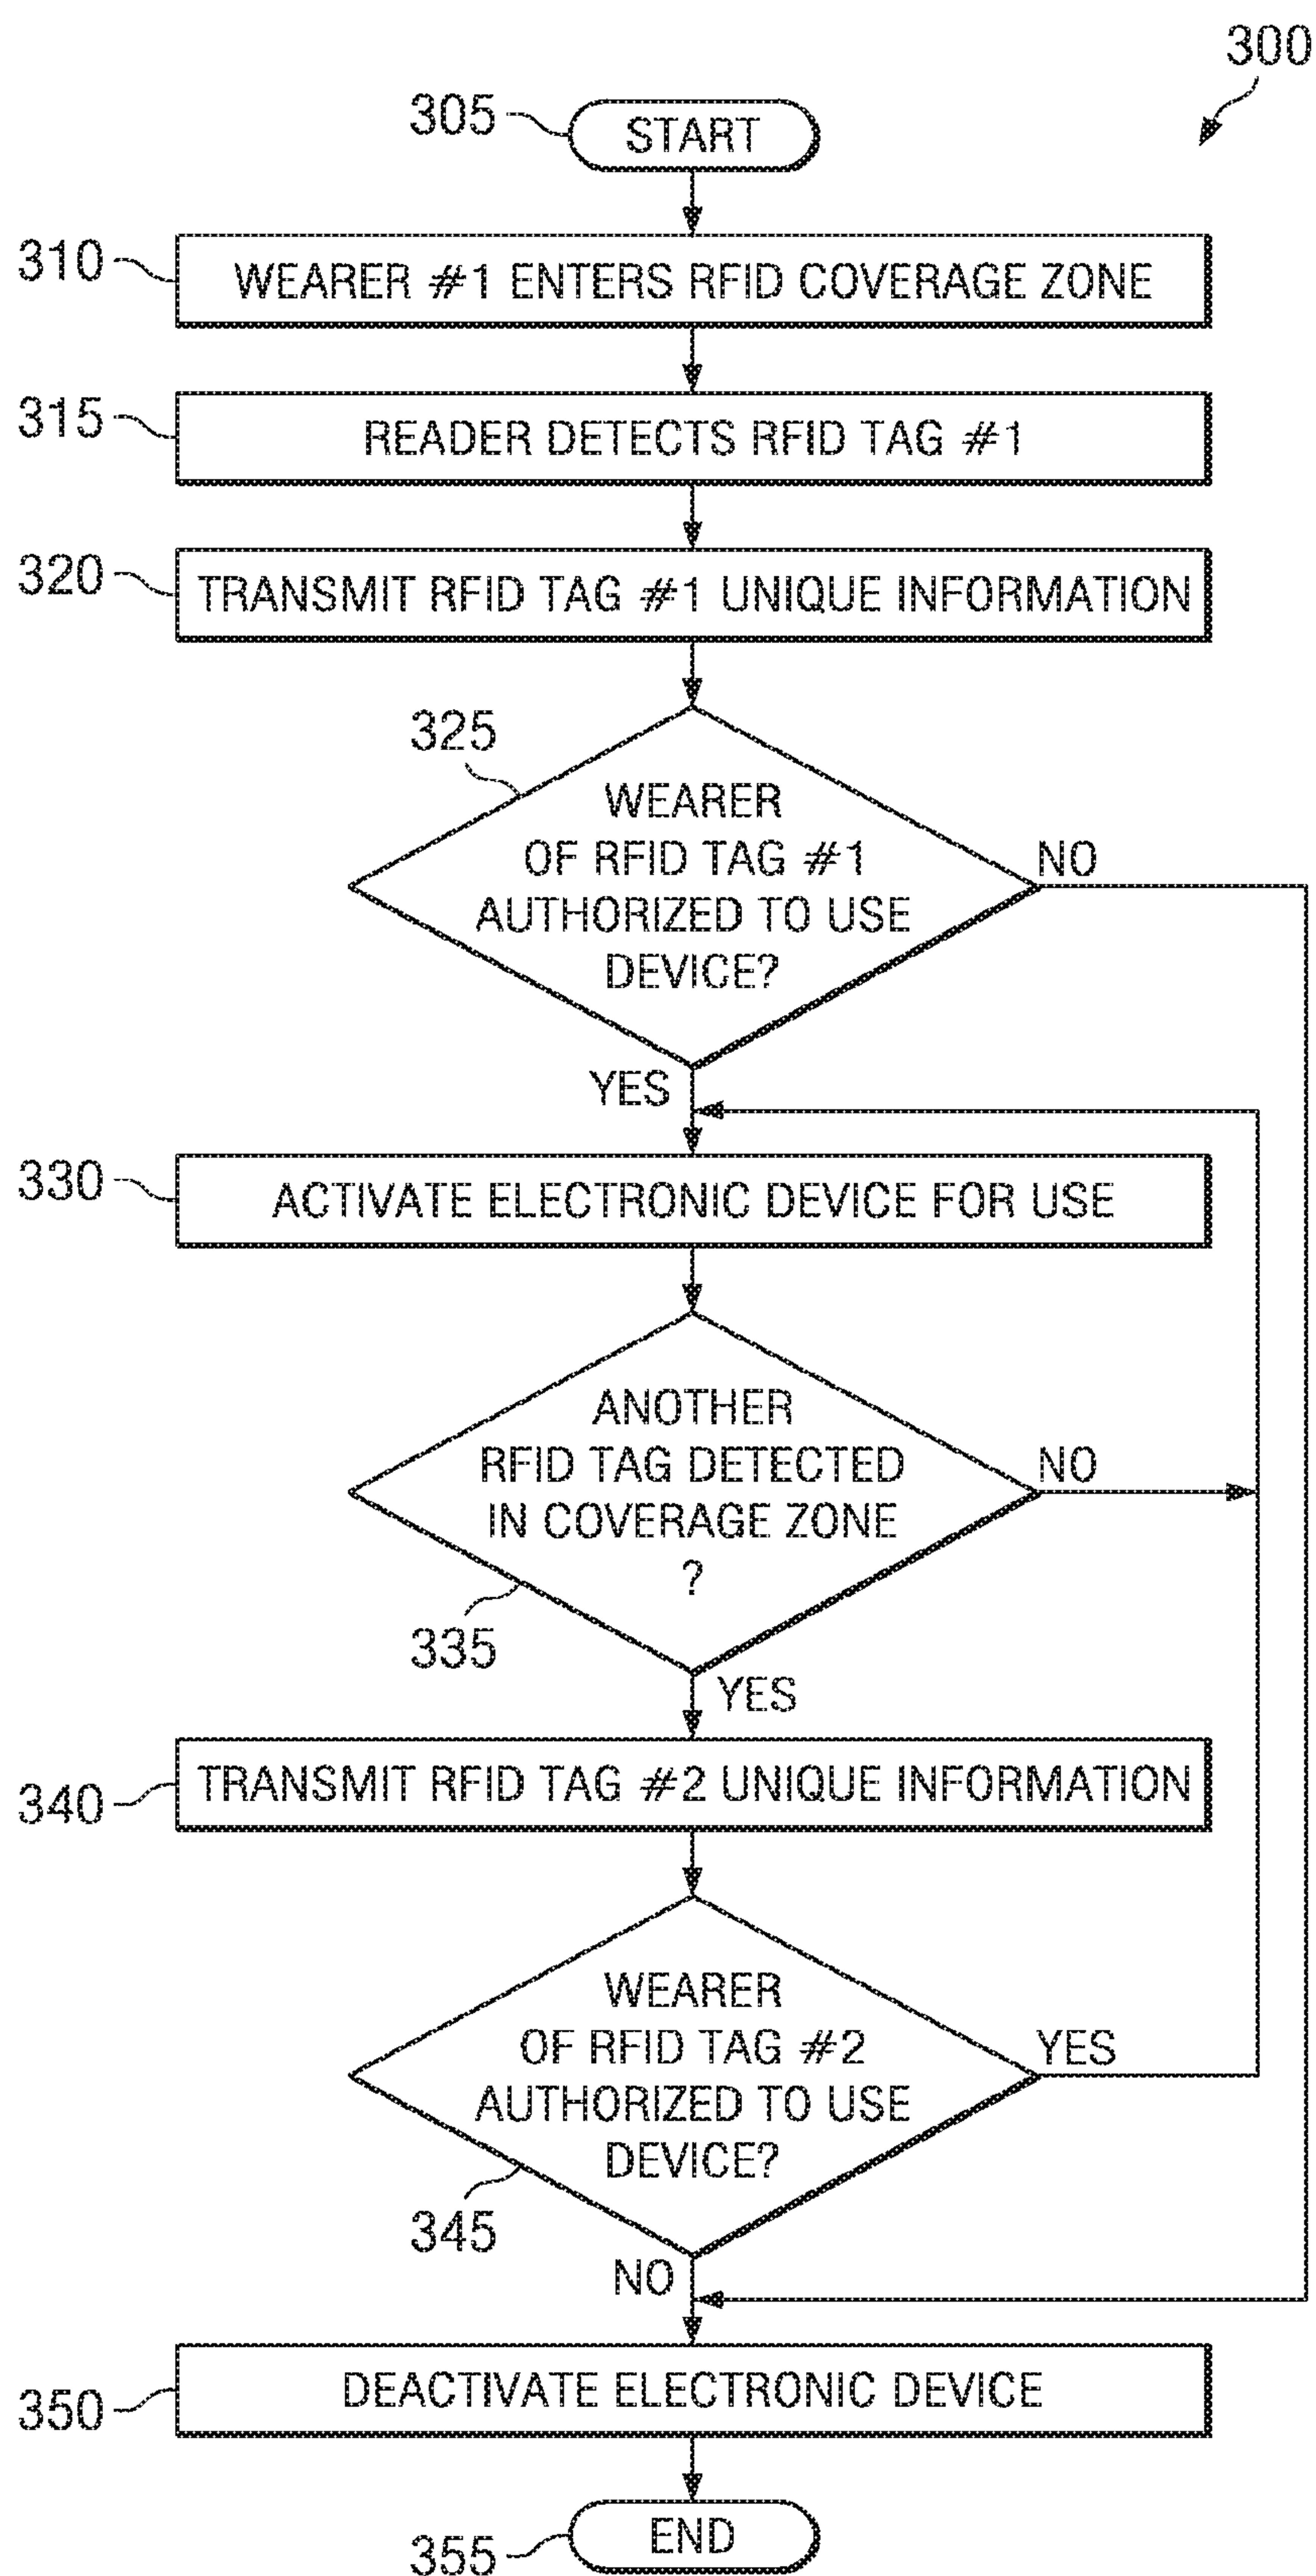 300
305
START
310
WEARER #1 ENTERS RFID COVERAGE ZONE
315
READER DETECTS RFID TAG #1
320
TRANSMIT RFID TAG #1 UNIQUE INFORMATION
325
WEARER
OF RFID TAG #1
AUTHORIZED TO USE
DEVICE?
NO
YES
330
ACTIVATE ELECTRONIC DEVICE FOR USE
ANOTHER
RFID TAG DETECTED
IN COVERAGE ZONE
?
NO
335
YES
340
TRANSMIT RFID TAG #2 UNIQUE INFORMATION
WEARER
OF RFID TAG #2
AUTHORIZED TO USE
DEVICE?
YES
345
NO
350
DEACTIVATE ELECTRONIC DEVICE
355
END